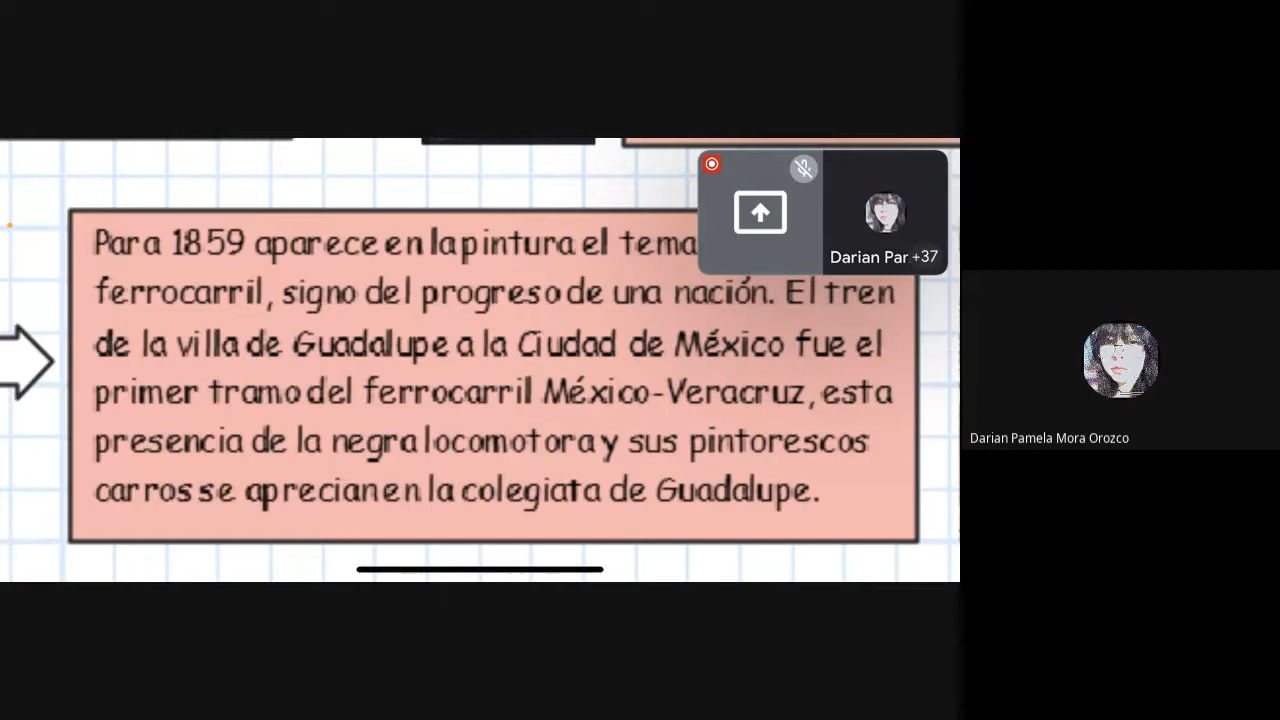 Para 1859 aparece en la pintura el tema
ferrocarril, signo del progreso de una nación. El tren
de la villa de Guadalupe a la Ciudad de México fue el
primer tramo del ferrocarril México-Veracruz, esta
presencia de la negra locomotora y sus pintorescos
carros se aprecian en la colegiata de Guadalupe.
Darian Par +37
Darian Pamela Mora Orozco